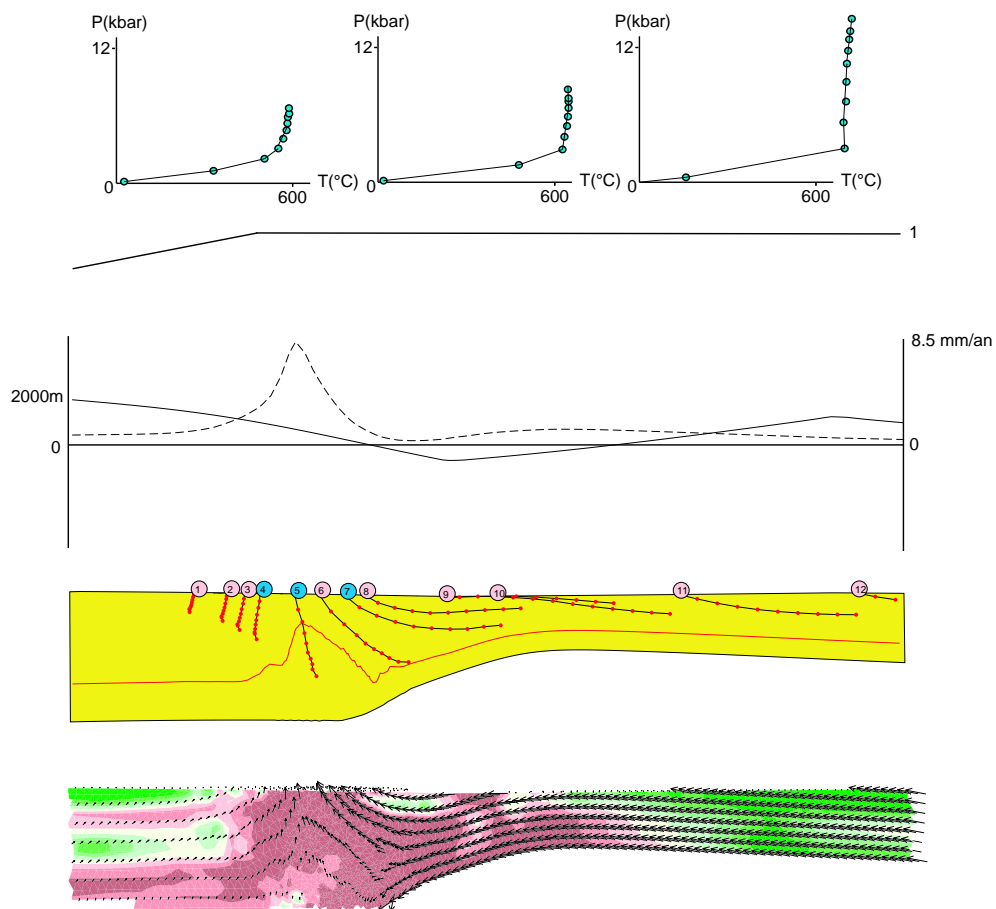 P(kbar) P(kbar) P(kbar)
12 12 12
0 T(°C) 0 T(°C) 0 T(°C)
600 600 600
1
8.5 mm/an
2000m
0 0
1 2 3 4 5 6 7 8 9 10 11 12